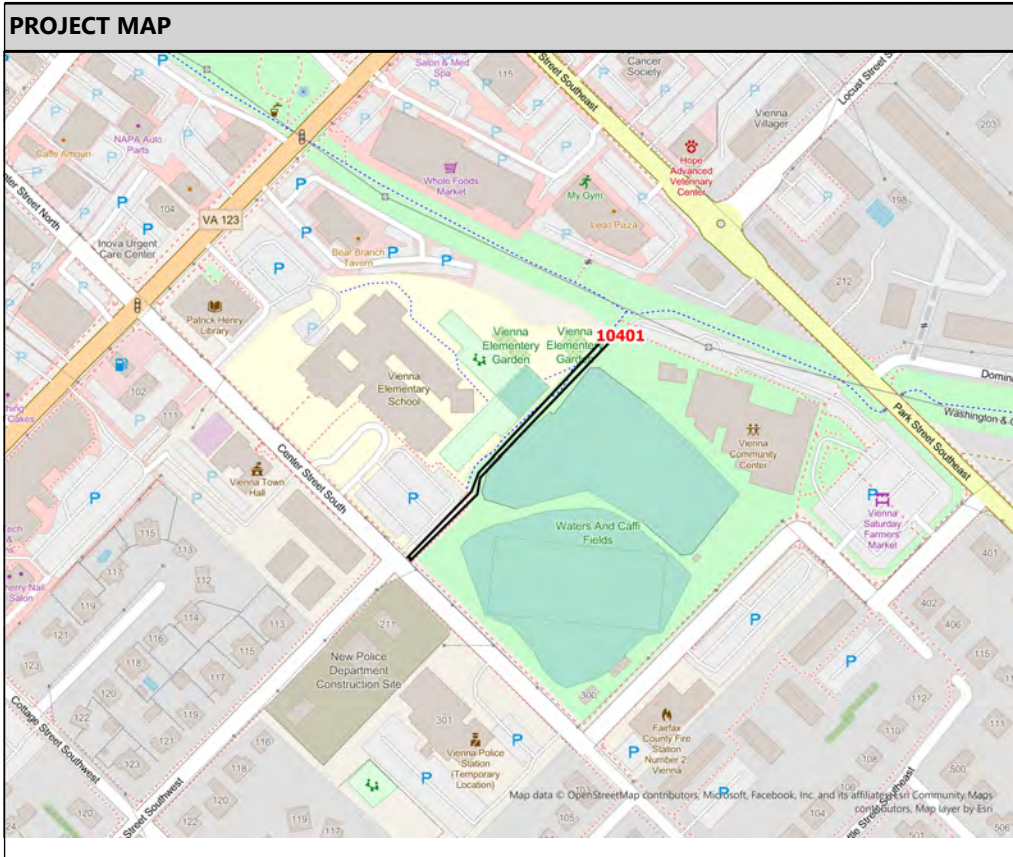 PROJECT MAP
Salon & Med
Spa
115
Street Southeast
Cancer
Society
Vienna
Villager
Locust Street
203
NAPA Auto
Parts
Caffe Amouri
Whole Foods
Market
My Gym
Hope
Advanced
Veterinary
Center
Lego Pizza
198
104
VA 123
Center Street North
Inova Urgent
Care Center
Bear Branch
Tavern
212
Patrick Henry
Library
Vienna
Elementery
Garden
Vienna
Elementery
Garden
10401
102
111
Vienna
Elementary
School
Vienna
Community
Center
Park Street Southeast
Washington &
Center Street South
Vienna Town
Hall
Vienna
Saturday
Farmers'
Market
Waters And Caffi
Fields
115
113
117
112
119
114
121
116
115
123
118
117
120
119
122
123
120
211
New Police
Department
Construction Site
401
402
406
115
112
110
111
108
300
Fairfax
County Fire
Station
Number 2,
Vienna
301
Vienna Police
Station
(Temporary
Location)
Cottage Street Southwest
116
118
120
119
117
122
Street Southwest
105
104
106
500
501
506
Map data © OpenStreetMap contributors, Microsoft, Facebook, Inc. and its affiliates, Esri Community Maps
contributors, Map layer by Esri